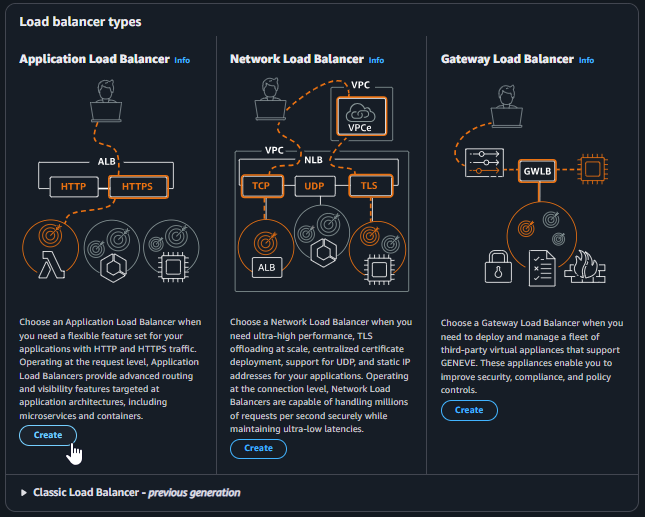 Load balancer types
Application Load Balancer Info
ALB
HTTP
HTTPS
Choose an Application Load Balancer when
you need a flexible feature set for your
applications with HTTP and HTTPS traffic.
Operating at the request level, Application
Load Balancers provide advanced routing
and visibility features targeted at
application architectures, including
microservices and containers.
Create
Network Load Balancer Info
VPC
VPCe
VPC
NLB
TCP
UDP
TLS
ALB
Choose a Network Load Balancer when you
need ultra-high performance, TLS
offloading at scale, centralized certificate
deployment, support for UDP, and static IP
addresses for your applications. Operating
at the connection level, Network Load
Balancers are capable of handling millions
of requests per second securely while
maintaining ultra-low latencies.
Create
Gateway Load Balancer Info
GWLB
Choose a Gateway Load Balancer when you
need to deploy and manage a fleet of
third-party virtual appliances that support
GENEVE. These appliances enable you to
improve security, compliance, and policy
controls.
Create
Classic Load Balancer - previous generation